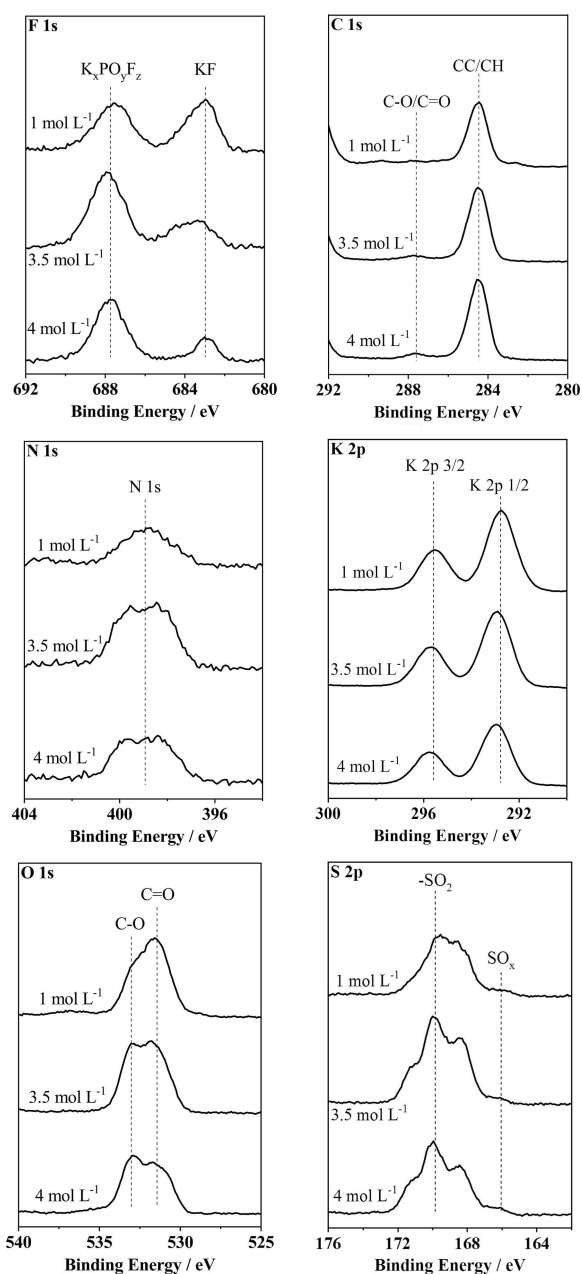 F 1s
KₓPOᵧF_z KF
1 mol L⁻¹
3.5 mol L⁻¹
4 mol L⁻¹
692 688 684 680
Binding Energy / eV
C 1s
CC/CH
C-O/C=O
1 mol L⁻¹
3.5 mol L⁻¹
4 mol L⁻¹
292 288 284 280
Binding Energy / eV
N 1s
N 1s
1 mol L⁻¹
3.5 mol L⁻¹
4 mol L⁻¹
404 400 396
Binding Energy / eV
K 2p
K 2p 3/2
K 2p 1/2
1 mol L⁻¹
3.5 mol L⁻¹
4 mol L⁻¹
300 296 292
Binding Energy / eV
O 1s
C=O
C-O
1 mol L⁻¹
3.5 mol L⁻¹
4 mol L⁻¹
540 535 530 525
Binding Energy / eV
S 2p
-SO₂
SOₓ
1 mol L⁻¹
3.5 mol L⁻¹
4 mol L⁻¹
176 172 168 164
Binding Energy / eV